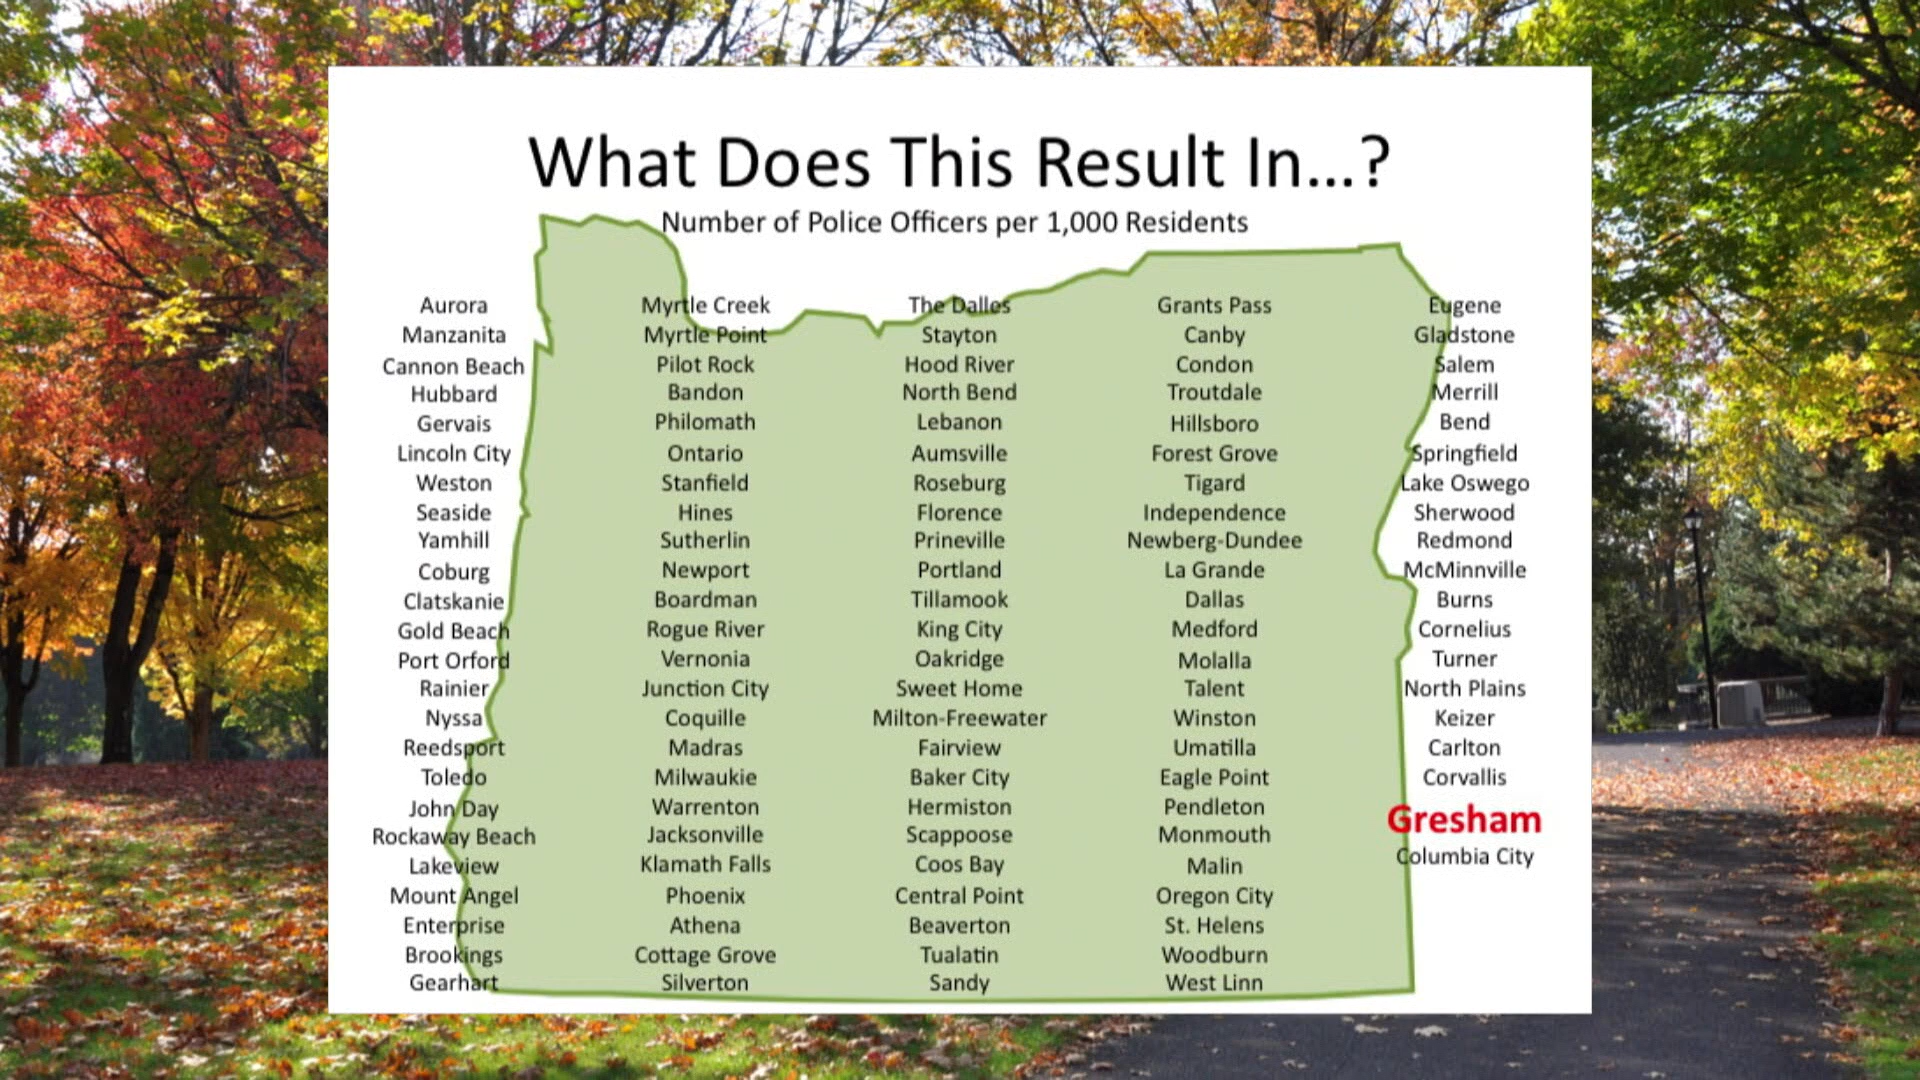 What Does This Result In...?
Number of Police Officers per 1,000 Residents
Aurora
Manzanita
Cannon Beach
Hubbard
Gervais
Lincoln City
Weston
Seaside
Yamhill
Coburg
Clatskanie
Gold Beach
Port Orford
Rainier
Nyssa
Reedsport
Toledo
John Day
Rockaway Beach
Lakeview
Mount Angel
Enterprise
Brookings
Gearhart
Myrtle Creek
Myrtle Point
Pilot Rock
Bandon
Philomath
Ontario
Stanfield
Hines
Sutherlin
Newport
Boardman
Rogue River
Vernonia
Junction City
Coquille
Madras
Milwaukie
Warrenton
Jacksonville
Klamath Falls
Phoenix
Athena
Cottage Grove
Silverton
The Dalles
Stayton
Hood River
North Bend
Lebanon
Aumsville
Roseburg
Florence
Prineville
Portland
Tillamook
King City
Oakridge
Sweet Home
Milton-Freewater
Fairview
Baker City
Hermiston
Scappoose
Coos Bay
Central Point
Beaverton
Tualatin
Sandy
Grants Pass
Canby
Condon
Troutdale
Hillsboro
Forest Grove
Tigard
Independence
Newberg-Dundee
La Grande
Dallas
Medford
Molalla
Talent
Winston
Umatilla
Eagle Point
Pendleton
Monmouth
Malin
Oregon City
St. Helens
Woodburn
West Linn
Eugene
Gladstone
Salem
Merrill
Bend
Springfield
Lake Oswego
Sherwood
Redmond
McMinnville
Burns
Cornelius
Turner
North Plains
Keizer
Carlton
Corvallis
Gresham
Columbia City